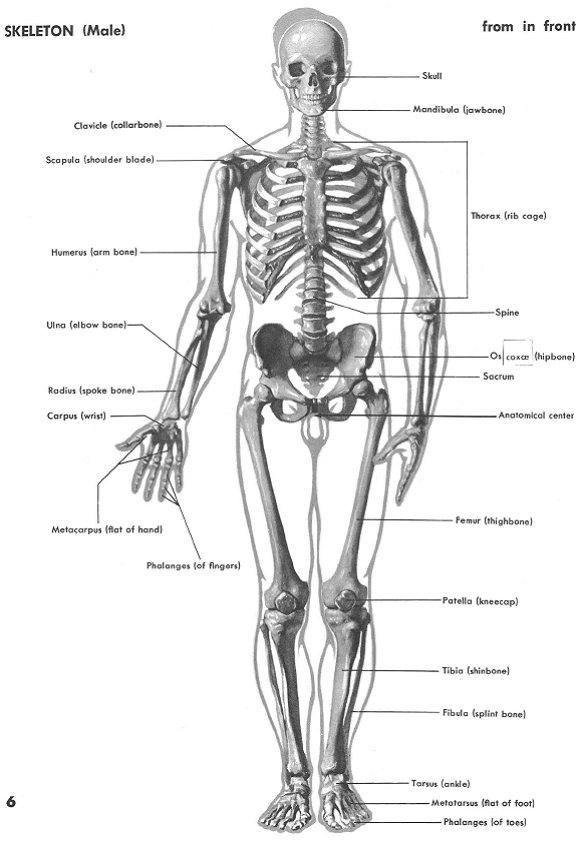 SKELETON (Male)
from in front
Skull
Mandibula (jawbone)
Clavicle (collarbone)
Scapula (shoulder blade)
Thorax (rib cage)
Humerus (arm bone)
Spine
Ulna (elbow bone)
Os coxæ (hipbone)
Sacrum
Radius (spoke bone)
Carpus (wrist)
Anatomical center
Metacarpus (flat of hand)
Femur (thighbone)
Phalanges (of fingers)
Patella (kneecap)
Tibia (shinbone)
Fibula (splint bone)
Tarsus (ankle)
Metatarsus (flat of foot)
6
Phalanges (of toes)